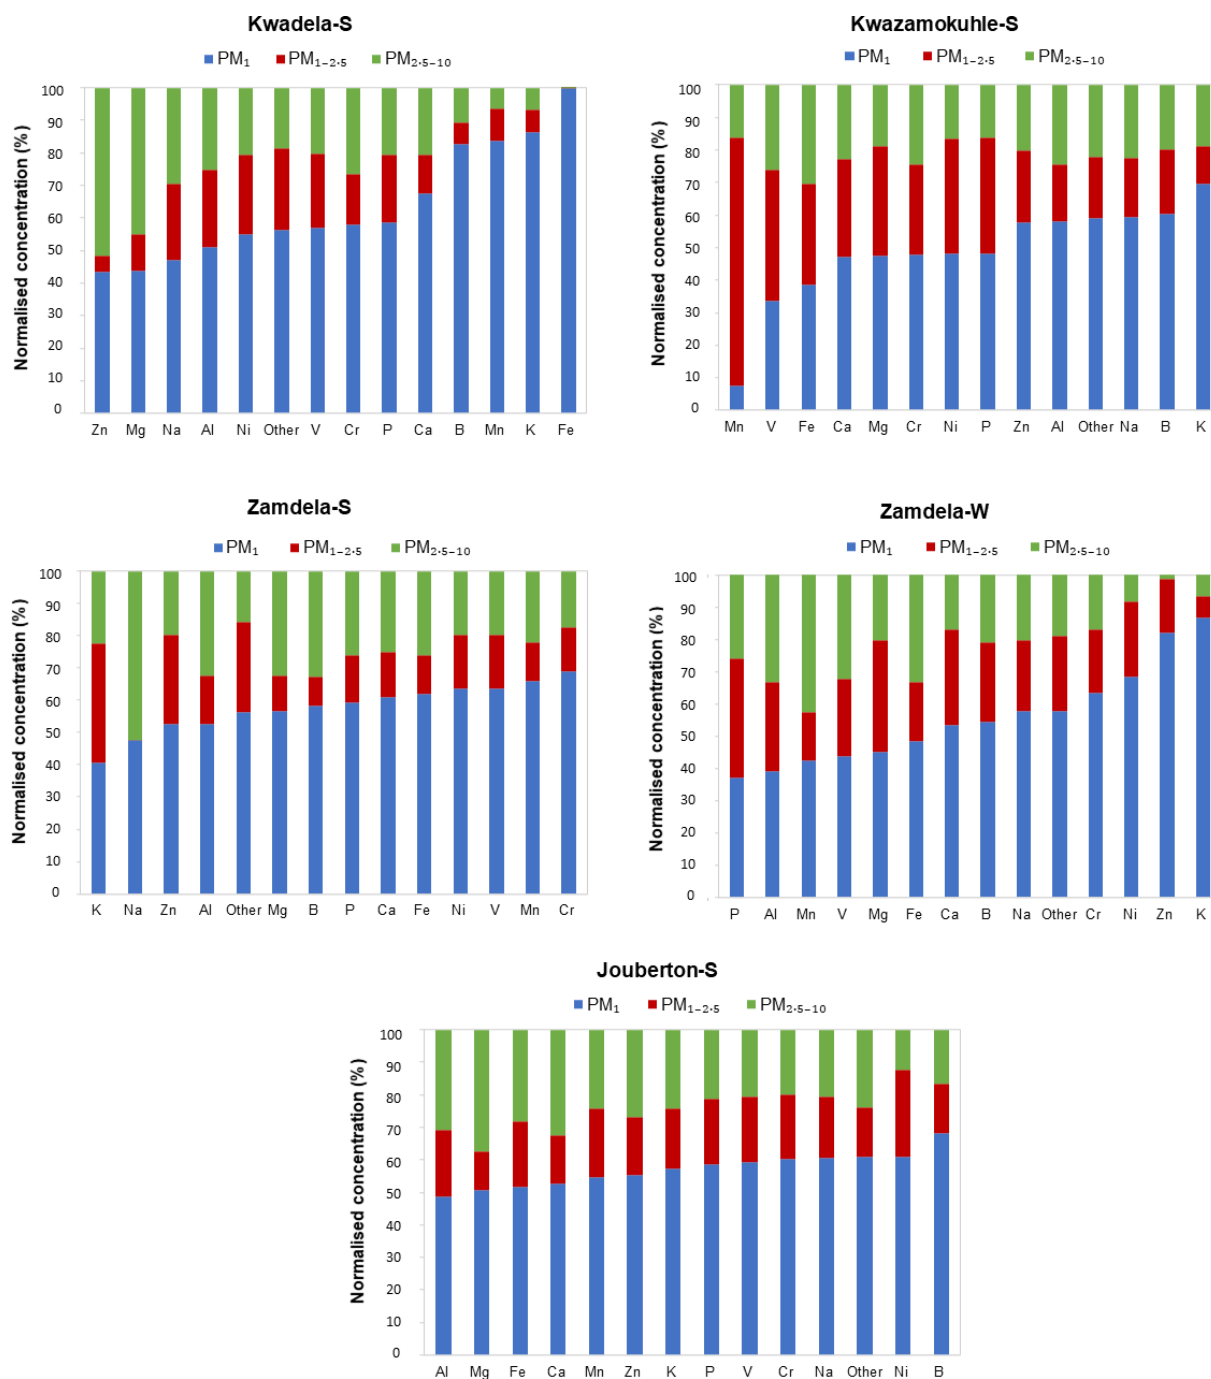 Kwadela-S
PM₁ PM₁₋₂.₅ PM₂.₅₋₁₀
Normalised concentration (%)
100
90
80
70
60
50
40
30
20
10
0
Zn Mg Na Al Ni Other V Cr P Ca B Mn K Fe
Kwazamokuhle-S
PM₁ PM₁₋₂.₅ PM₂.₅₋₁₀
Normalised concentration (%)
100
90
80
70
60
50
40
30
20
10
0
Mn V Fe Ca Mg Cr Ni P Zn Al Other Na B K
Zamdela-S
PM₁ PM₁₋₂.₅ PM₂.₅₋₁₀
Normalised concentration (%)
100
90
80
70
60
50
40
30
20
10
0
K Na Zn Al Other Mg B P Ca Fe Ni V Mn Cr
Zamdela-W
PM₁ PM₁₋₂.₅ PM₂.₅₋₁₀
Normalised concentration (%)
100
90
80
70
60
50
40
30
20
10
0
P Al Mn V Mg Fe Ca B Na Other Cr Ni Zn K
Jouberton-S
PM₁ PM₁₋₂.₅ PM₂.₅₋₁₀
Normalised concentration (%)
100
90
80
70
60
50
40
30
20
10
0
Al Mg Fe Ca Mn Zn K P V Cr Na Other Ni B